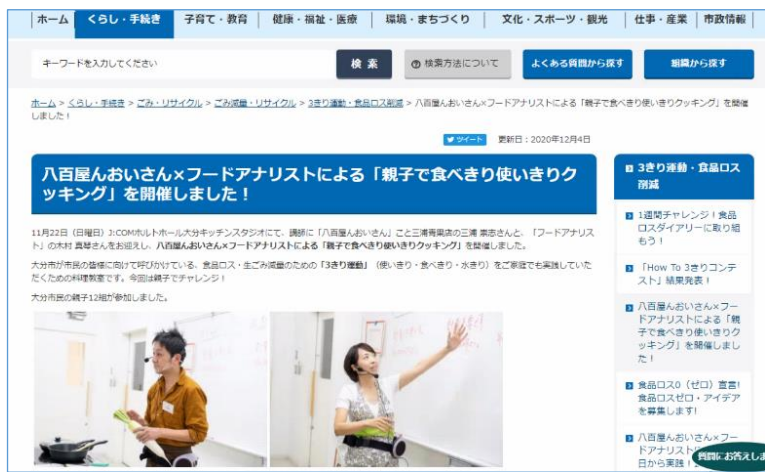 ホーム
くらし・手続き
子育て・教育
健康・福祉・医療
環境・まちづくり
文化・スポーツ・観光
仕事・産業
市政情報
キーワードを入力してください
検索
検索方法について
よくある質問から探す
組織から探す
ホーム > くらし・手続き > ごみ・リサイクル > ごみ減量・リサイクル > 3きり運動・食品ロス削減 > 八百屋んおいさん×フードアナリストによる「親子で食べきり使いきりクッキング」を開催
しました！
ツイート
更新日：2020年12月4日
八百屋んおいさん×フードアナリストによる「親子で食べきり使いきりク
ッキング」を開催しました！
11月22日（日曜日）J:COMホルトホール大分キッチンスタジオにて、講師に「八百屋んおいさん」こと三浦青果店の三浦 崇志さんと、「フードアナリス
ト」の木村 真琴さんをお迎えし、八百屋んおいさん×フードアナリストによる「親子で食べきり使いきりクッキング」を開催しました。
大分市が市民の皆様に向けて呼びかけている、食品ロス・生ごみ減量のための「3きり運動」（使いきり・食べきり・水きり）をご家庭でも実践していた
だくための料理教室です。今回は親子でチャレンジ！
大分市民の親子12組が参加しました。
3きり運動・食品ロス
削減
1週間チャレンジ！食品
ロスダイアリーに取り組
もう！
「How To 3きりコンテ
スト」結果発表！
八百屋んおいさん×フー
ドアナリストによる「親
子で食べきり使いきりク
ッキング」を開催しまし
た！
食品ロス0（ゼロ）宣言!
食品ロスゼロ・アイデア
を募集します!
八百屋んおいさん×フー
ドアナリスト
日から実践！
質問にお答えしま